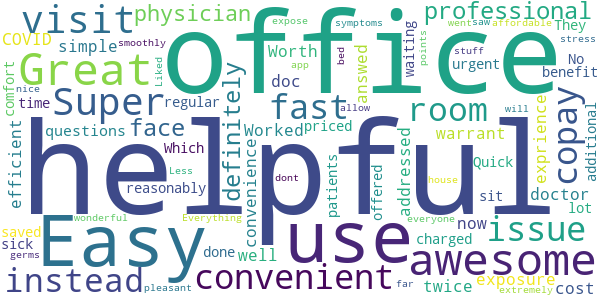 visit
physician
office
professional
COVID
simple
smoothly
expose
symptoms
went
saw
affordable
They
stress
Great
Liked
Worth
app
bed
answered
waiting
points
urgent
stuff
No
benefit
comfort
nice
time
Super
regular
doc
fast
allow
room
Quick
will
exprience
copay
additional
efficient
questions
face
definitely
Worked
priced
warrant
helpful
Which
reasonably
Less
convenience
dont
patients
offered
addressed
house
sit
doctor
lot
saved
wonderful
Everything
Easy
use
everyone
now
issue
sick
germs
done
well
charged
awesome
instead
pleasant
convenient
far
twice
exposure
extremely
cost